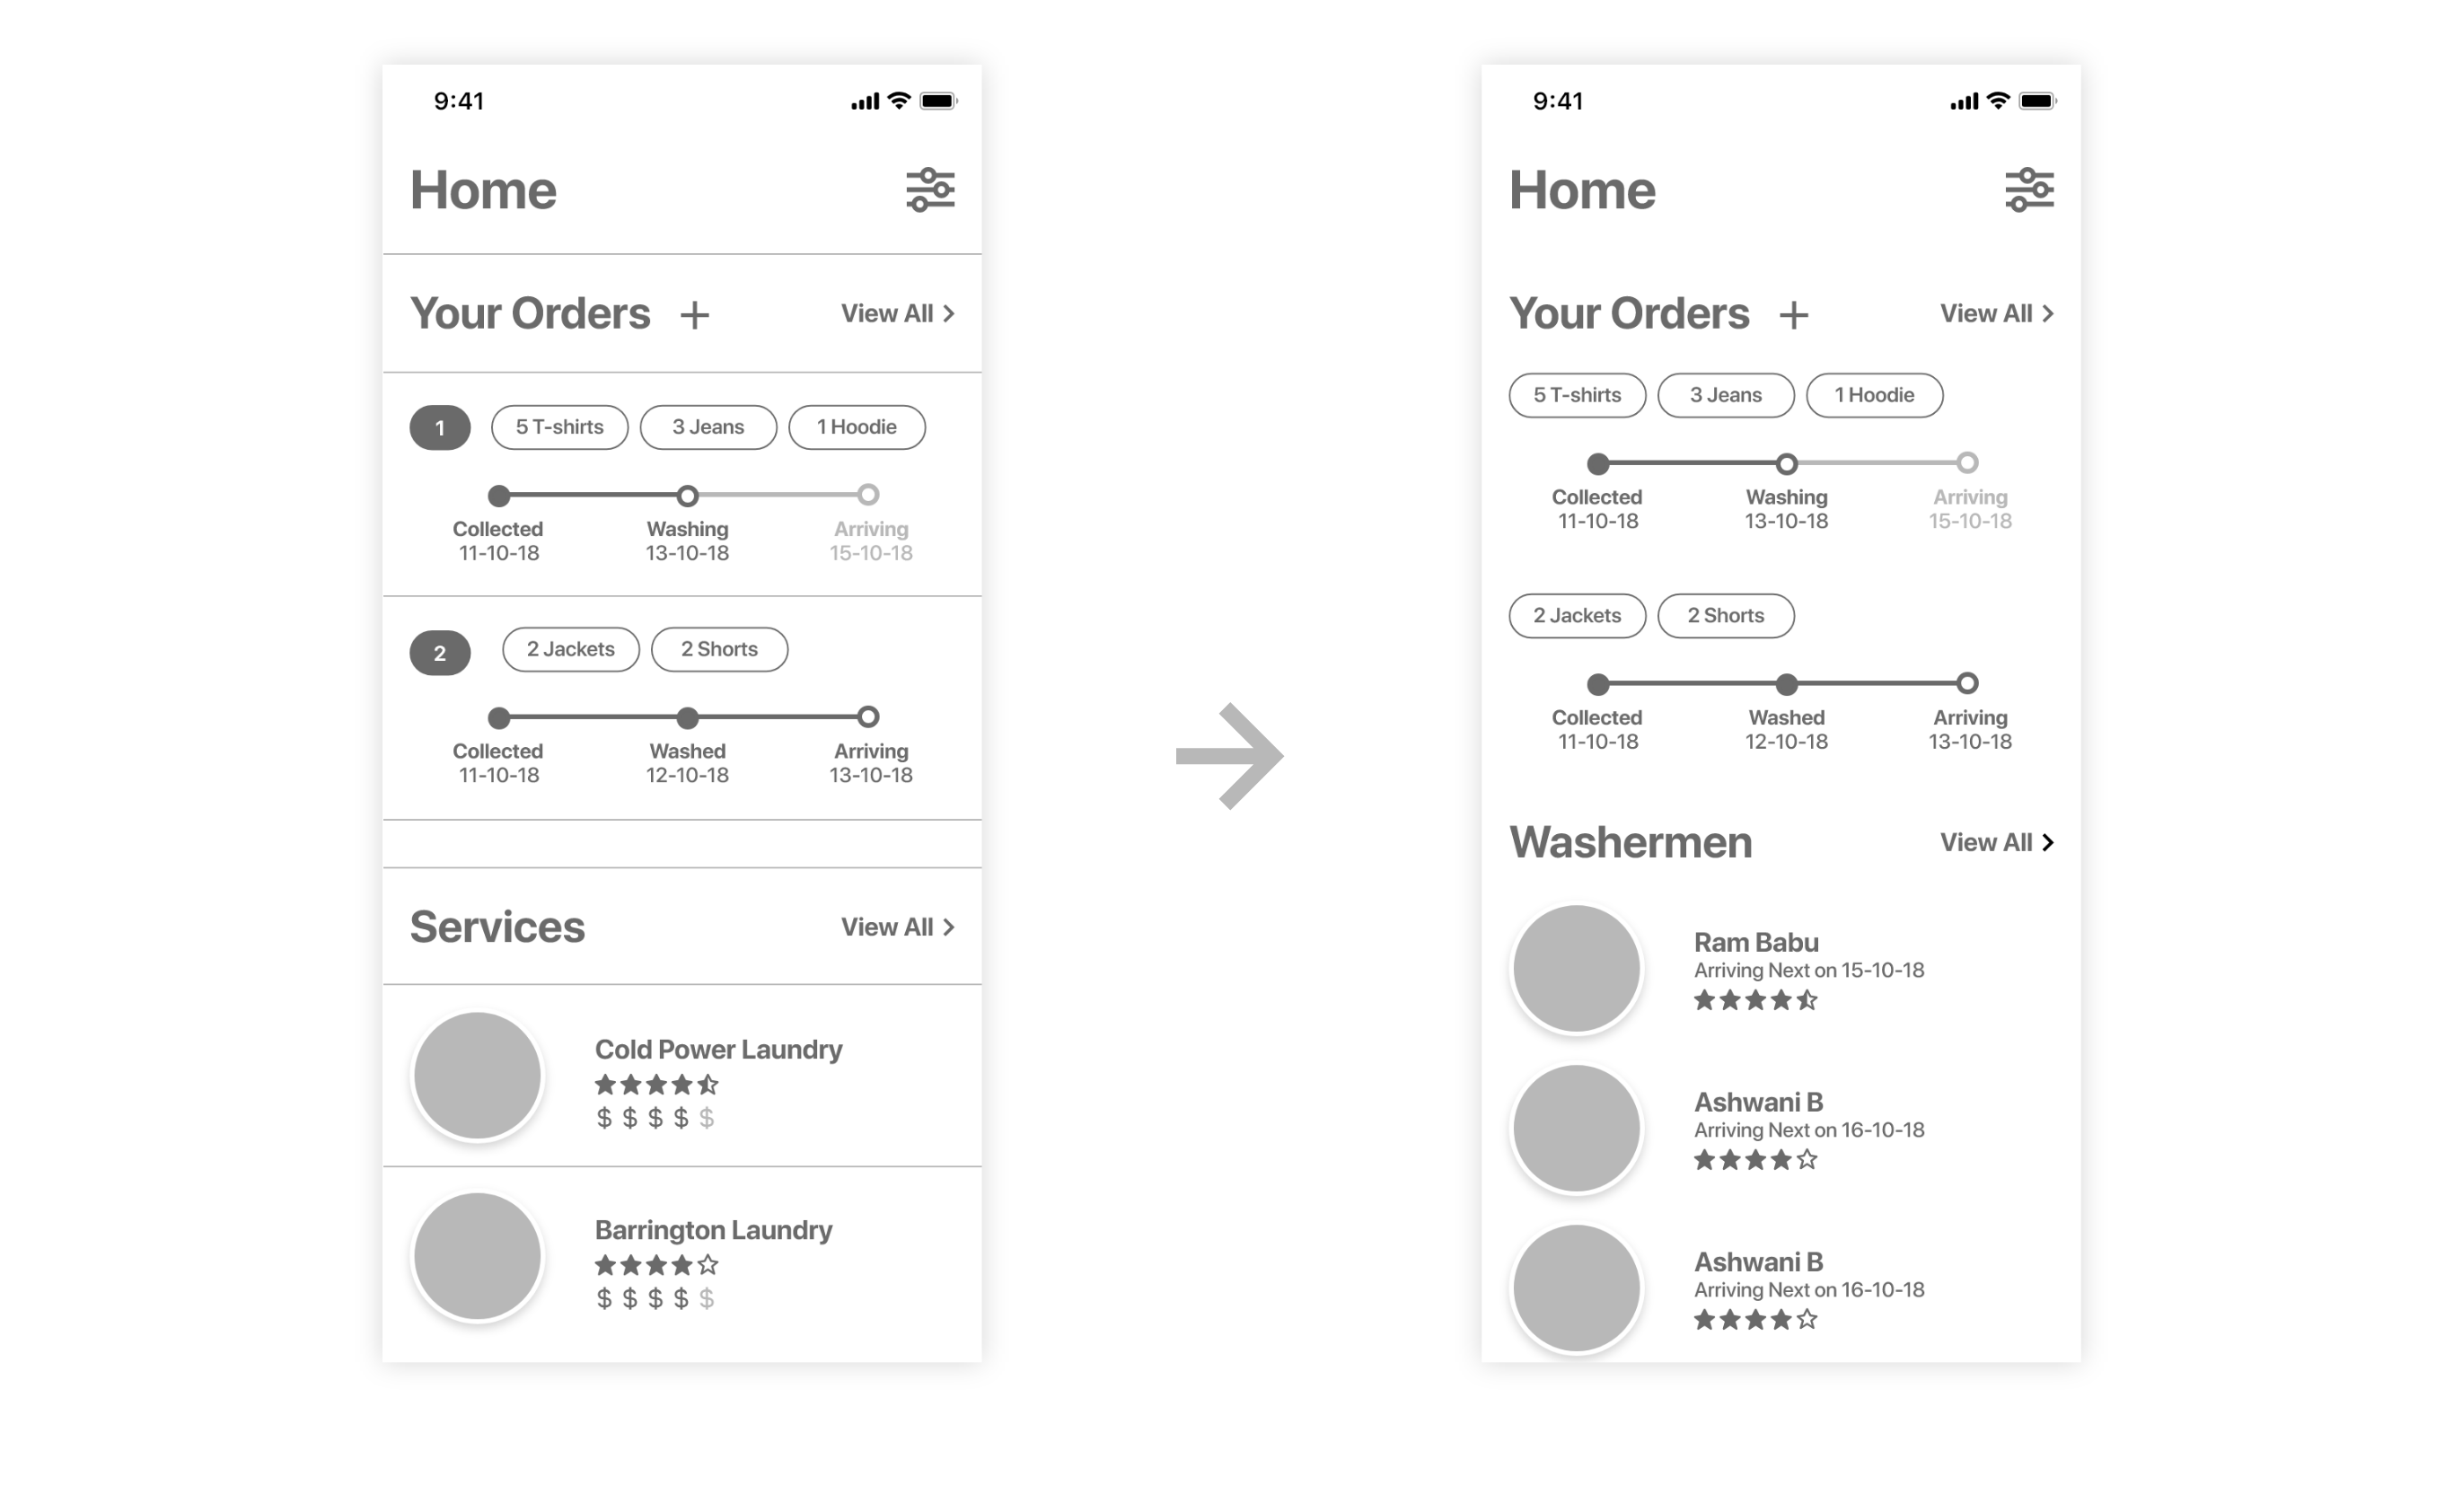 9:41
Home
Your Orders + View All >
1 5 T-shirts 3 Jeans 1 Hoodie
Collected Washing Arriving
11-10-18 13-10-18 15-10-18
2 2 Jackets 2 Shorts
Collected Washed Arriving
11-10-18 12-10-18 13-10-18
Services View All >
Cold Power Laundry
$ $ $ $ $
Barrington Laundry
$ $ $ $ $
9:41
Home
Your Orders + View All >
5 T-shirts 3 Jeans 1 Hoodie
Collected Washing Arriving
11-10-18 13-10-18 15-10-18
2 Jackets 2 Shorts
Collected Washed Arriving
11-10-18 12-10-18 13-10-18
Washermen View All >
Ram Babu
Arriving Next on 15-10-18
Ashwani B
Arriving Next on 16-10-18
Ashwani B
Arriving Next on 16-10-18